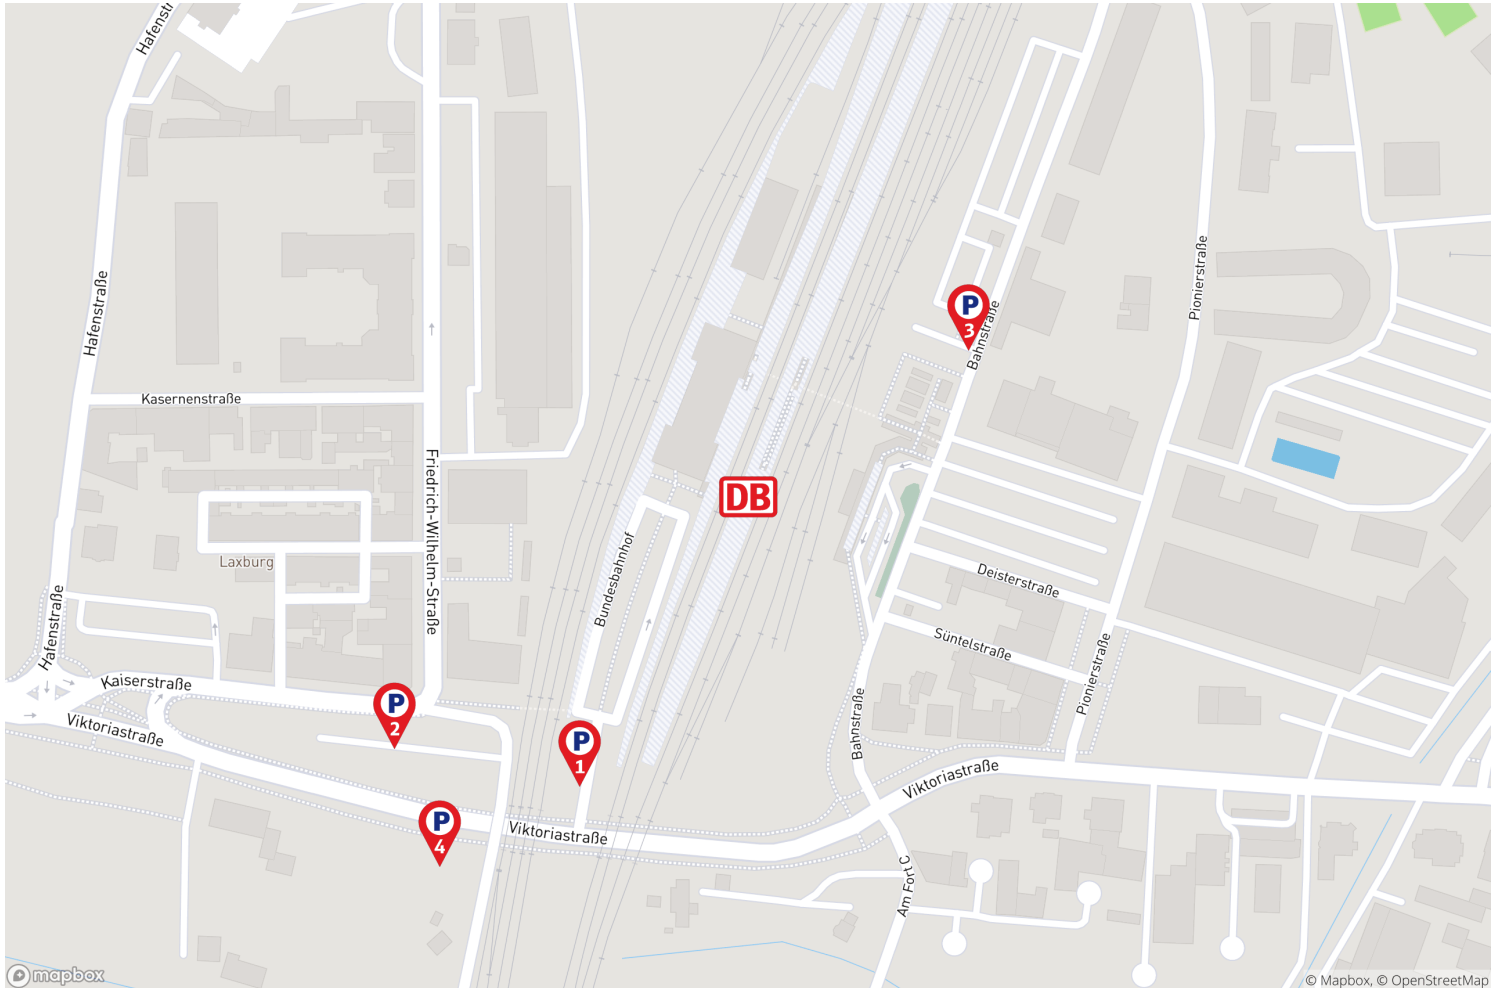 Hafenstr
Hafenstraße
Pionierstraße
P
3
Bahnstraße
Kasernenstraße
Friedrich-Wilhelm-Straße
DB
Bundesbahnhof
Laxburg
Deisterstraße
Hafenstraße
Süntelstraße
Pionierstraße
Kaiserstraße
P
2
Bahnstraße
Viktoriastraße
P
1
Viktoriastraße
P
4
Viktoriastraße
Am Fort C
mapbox
© Mapbox, © OpenStreetMap